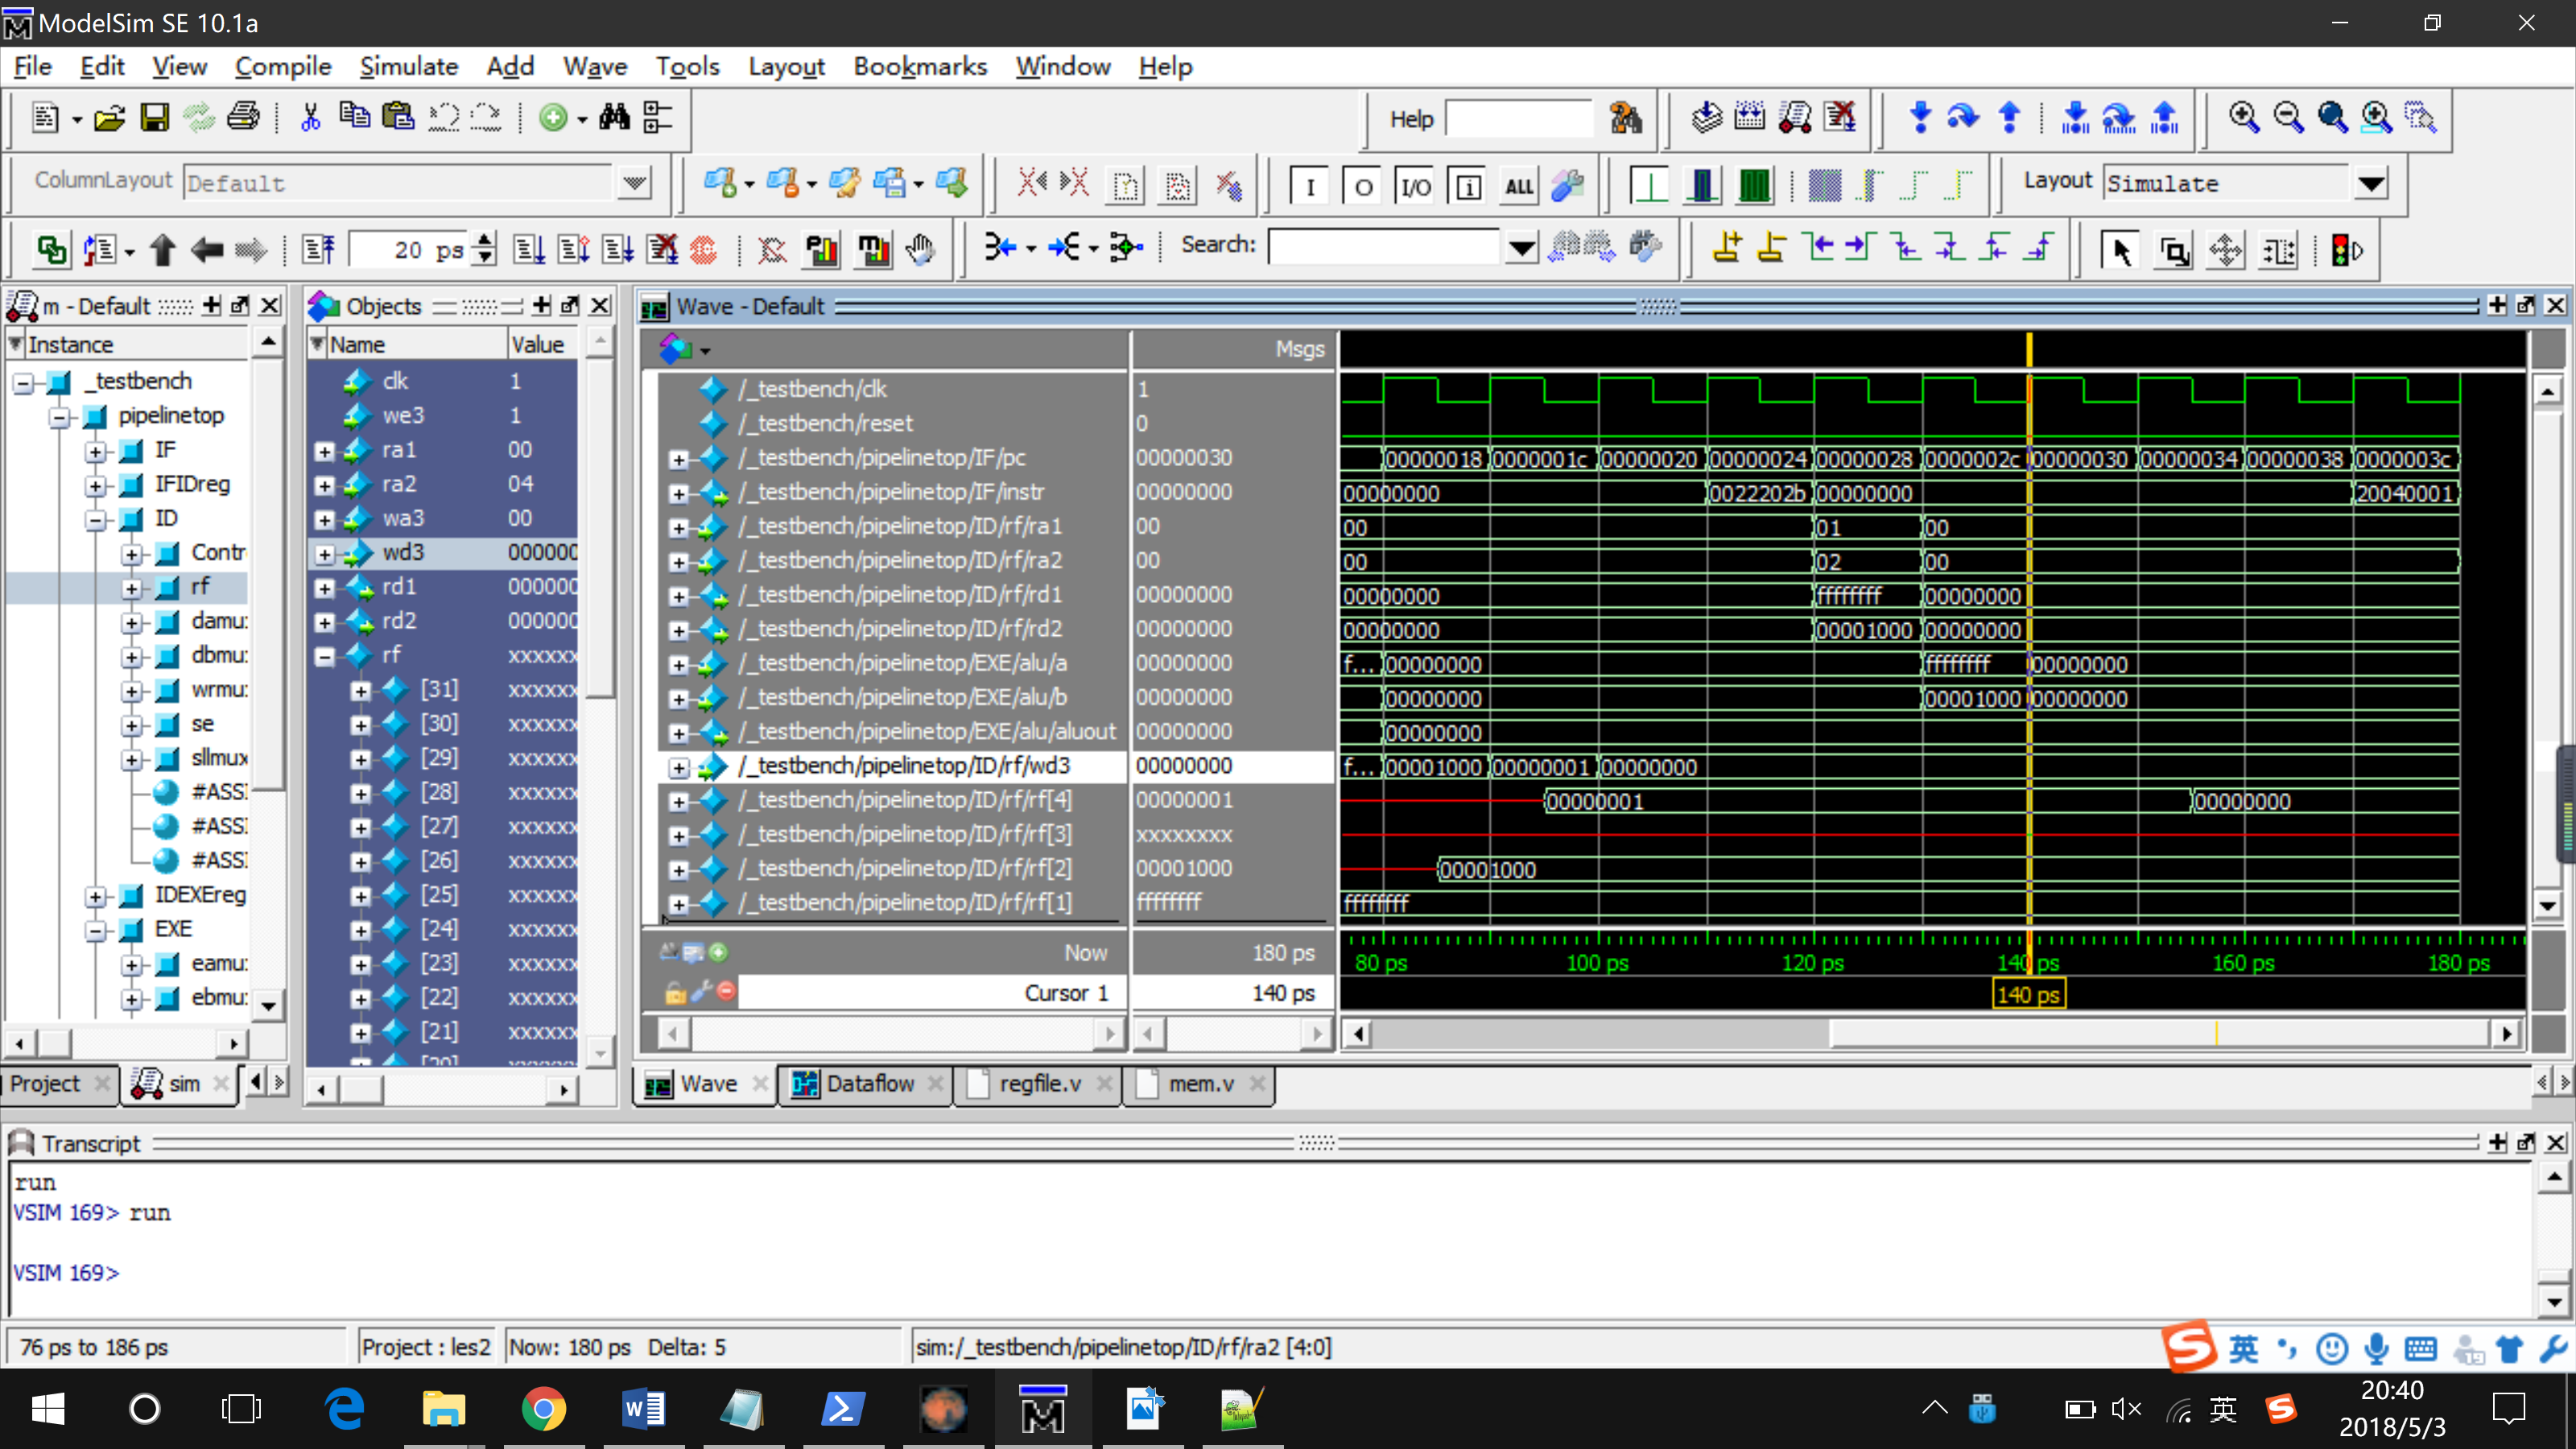 ModelSim SE 10.1a
File Edit View Compile Simulate Add Wave Tools Layout Bookmarks Window Help
Help
ColumnLayout Default
I O I/O i ALL
Layout Simulate
20 ps
Search:
m - Default
Instance
_testbench
pipelinetop
IF
IFIDreg
ID
Contr
rf
damu:
dbmu:
wrmu:
se
sllmux
#ASSI
#ASSI
#ASSI
IDEXEreg
EXE
eamu:
ebmu:
Project sim
Objects
Name Value
clk 1
we3 1
ra1 00
ra2 04
wa3 00
wd3 000000
rd1 000000
rd2 000000
rf xxxxxx
[31] xxxxxx
[30] xxxxxx
[29] xxxxxx
[28] xxxxxx
[27] xxxxxx
[26] xxxxxx
[25] xxxxxx
[24] xxxxxx
[23] xxxxxx
[22] xxxxxx
[21] xxxxxx
Wave - Default
Msgs
/_testbench/clk 1
/_testbench/reset 0
/_testbench/pipelinetop/IF/pc 00000030 00000018 0000001c 00000020 00000024 00000028 0000002c 00000030 00000034 00000038 0000003c
/_testbench/pipelinetop/IF/instr 00000000 00000000 0022202b 00000000 20040001
/_testbench/pipelinetop/ID/rf/ra1 00 00 01 00
/_testbench/pipelinetop/ID/rf/ra2 00 00 02 00
/_testbench/pipelinetop/ID/rf/rd1 00000000 00000000 ffffffff 00000000
/_testbench/pipelinetop/ID/rf/rd2 00000000 00000000 00001000 00000000
/_testbench/pipelinetop/EXE/alu/a 00000000 f... 00000000 ffffffff 00000000
/_testbench/pipelinetop/EXE/alu/b 00000000 00000000 00001000 00000000
/_testbench/pipelinetop/EXE/alu/aluout 00000000 00000000
/_testbench/pipelinetop/ID/rf/wd3 00000000 f... 00001000 00000001 00000000
/_testbench/pipelinetop/ID/rf/rf[4] 00000001 00000001 00000000
/_testbench/pipelinetop/ID/rf/rf[3] xxxxxxxx
/_testbench/pipelinetop/ID/rf/rf[2] 00001000 00001000
/_testbench/pipelinetop/ID/rf/rf[1] ffffffff ffffffff
Now 180 ps 80 ps 100 ps 120 ps 140 ps 160 ps 180 ps
Cursor 1 140 ps 140 ps
Wave Dataflow regfile.v mem.v
Transcript
run
VSIM 169> run
VSIM 169>
76 ps to 186 ps Project : les2 Now: 180 ps Delta: 5 sim:/_testbench/pipelinetop/ID/rf/ra2 [4:0]
英
20:40
英
2018/5/3